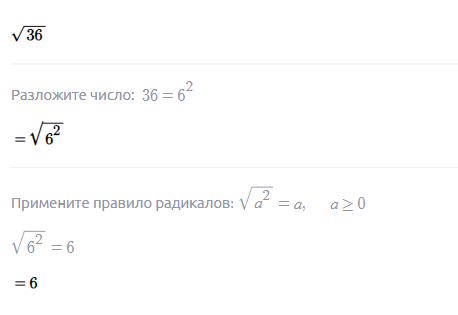 √36
Разложите число: 36 = 6²
= √6²
Примените правило радикалов: √a² = a, a ≥ 0
√6² = 6
= 6